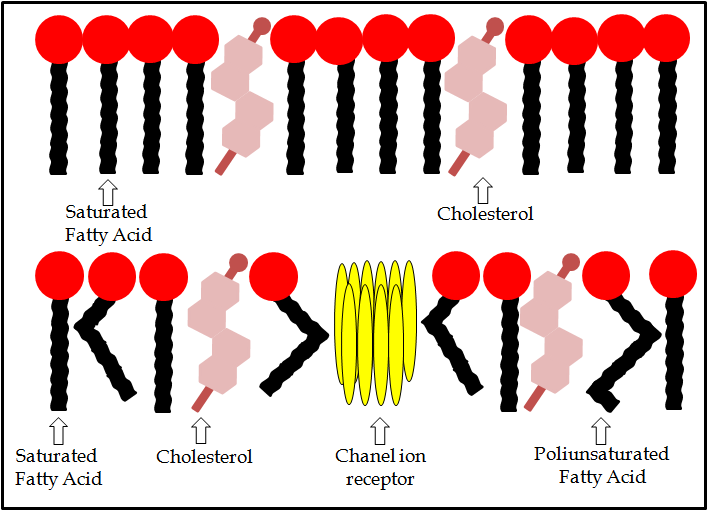 Saturated
Fatty Acid
Cholesterol
Saturated
Fatty Acid
Cholesterol
Chanel ion
receptor
Poliunsaturated
Fatty Acid